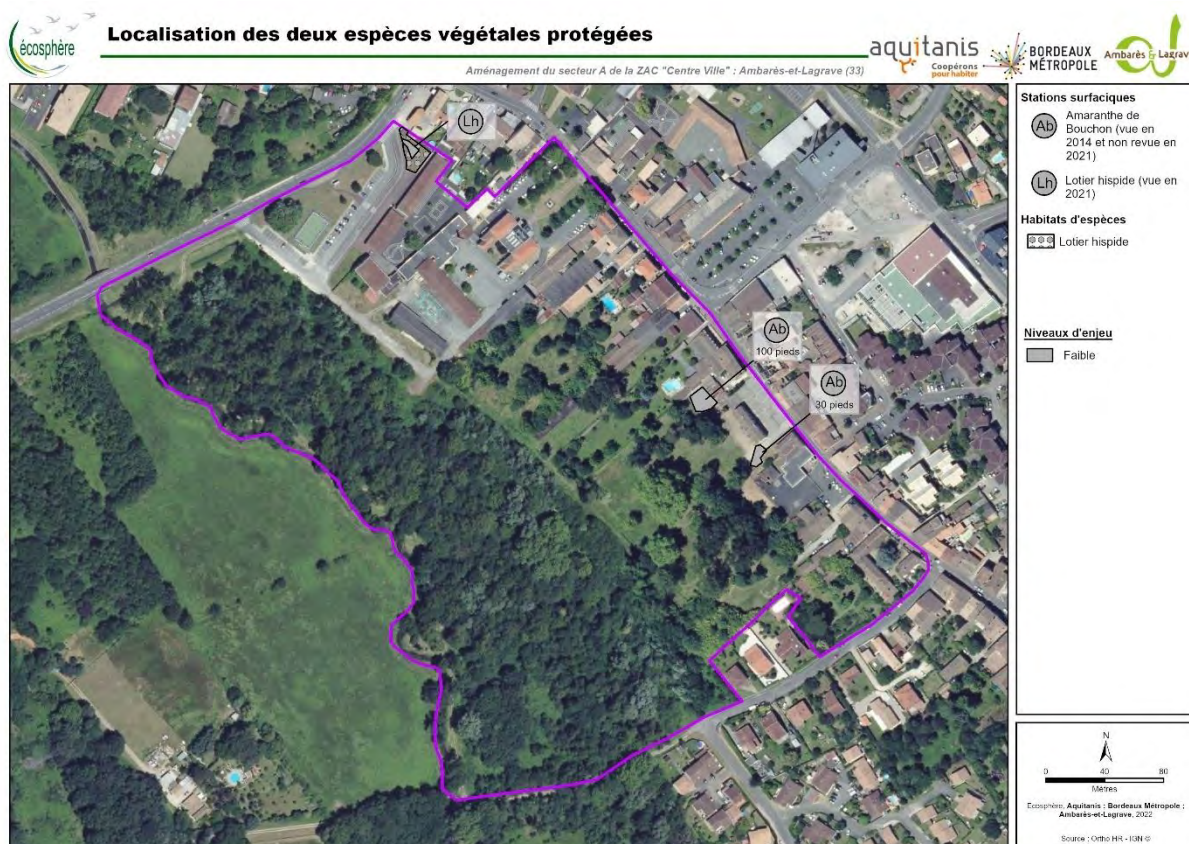 écosphère
Localisation des deux espèces végétales protégées
Aménagement du secteur A de la ZAC "Centre Ville" : Ambarès-et-Lagrave (33)
aquitanis
Coopérons
pour habiter
BORDEAUX
MÉTROPOLE
Ambarès & Lagrave
Lh
Ab
100 pieds
Ab
30 pieds
Stations surfaciques
Ab
Amaranthe de
Bouchon (vue en
2014 et non revue en
2021)
Lh
Lotier hispide (vue en
2021)
Habitats d'espèces
Lotier hispide
Niveaux d'enjeu
Faible
N
0 40 80
Mètres
Ecosphère, Aquitanis ; Bordeaux Métropole ;
Ambarès-et-Lagrave, 2022
Source : Ortho HR - IGN ©